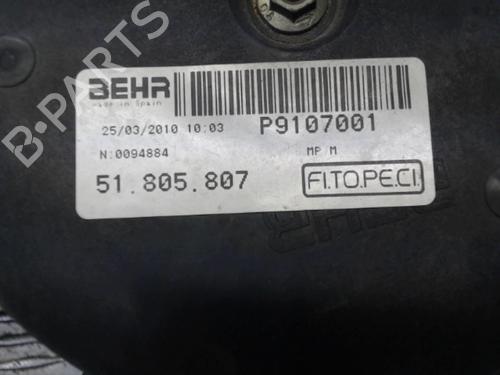 B-PARTS
BEHR
made in Spain
25/03/2010 10:03 P9107001
N:0094884 MP M
51.805.807 FI.TO.PE.CI.
BEHR